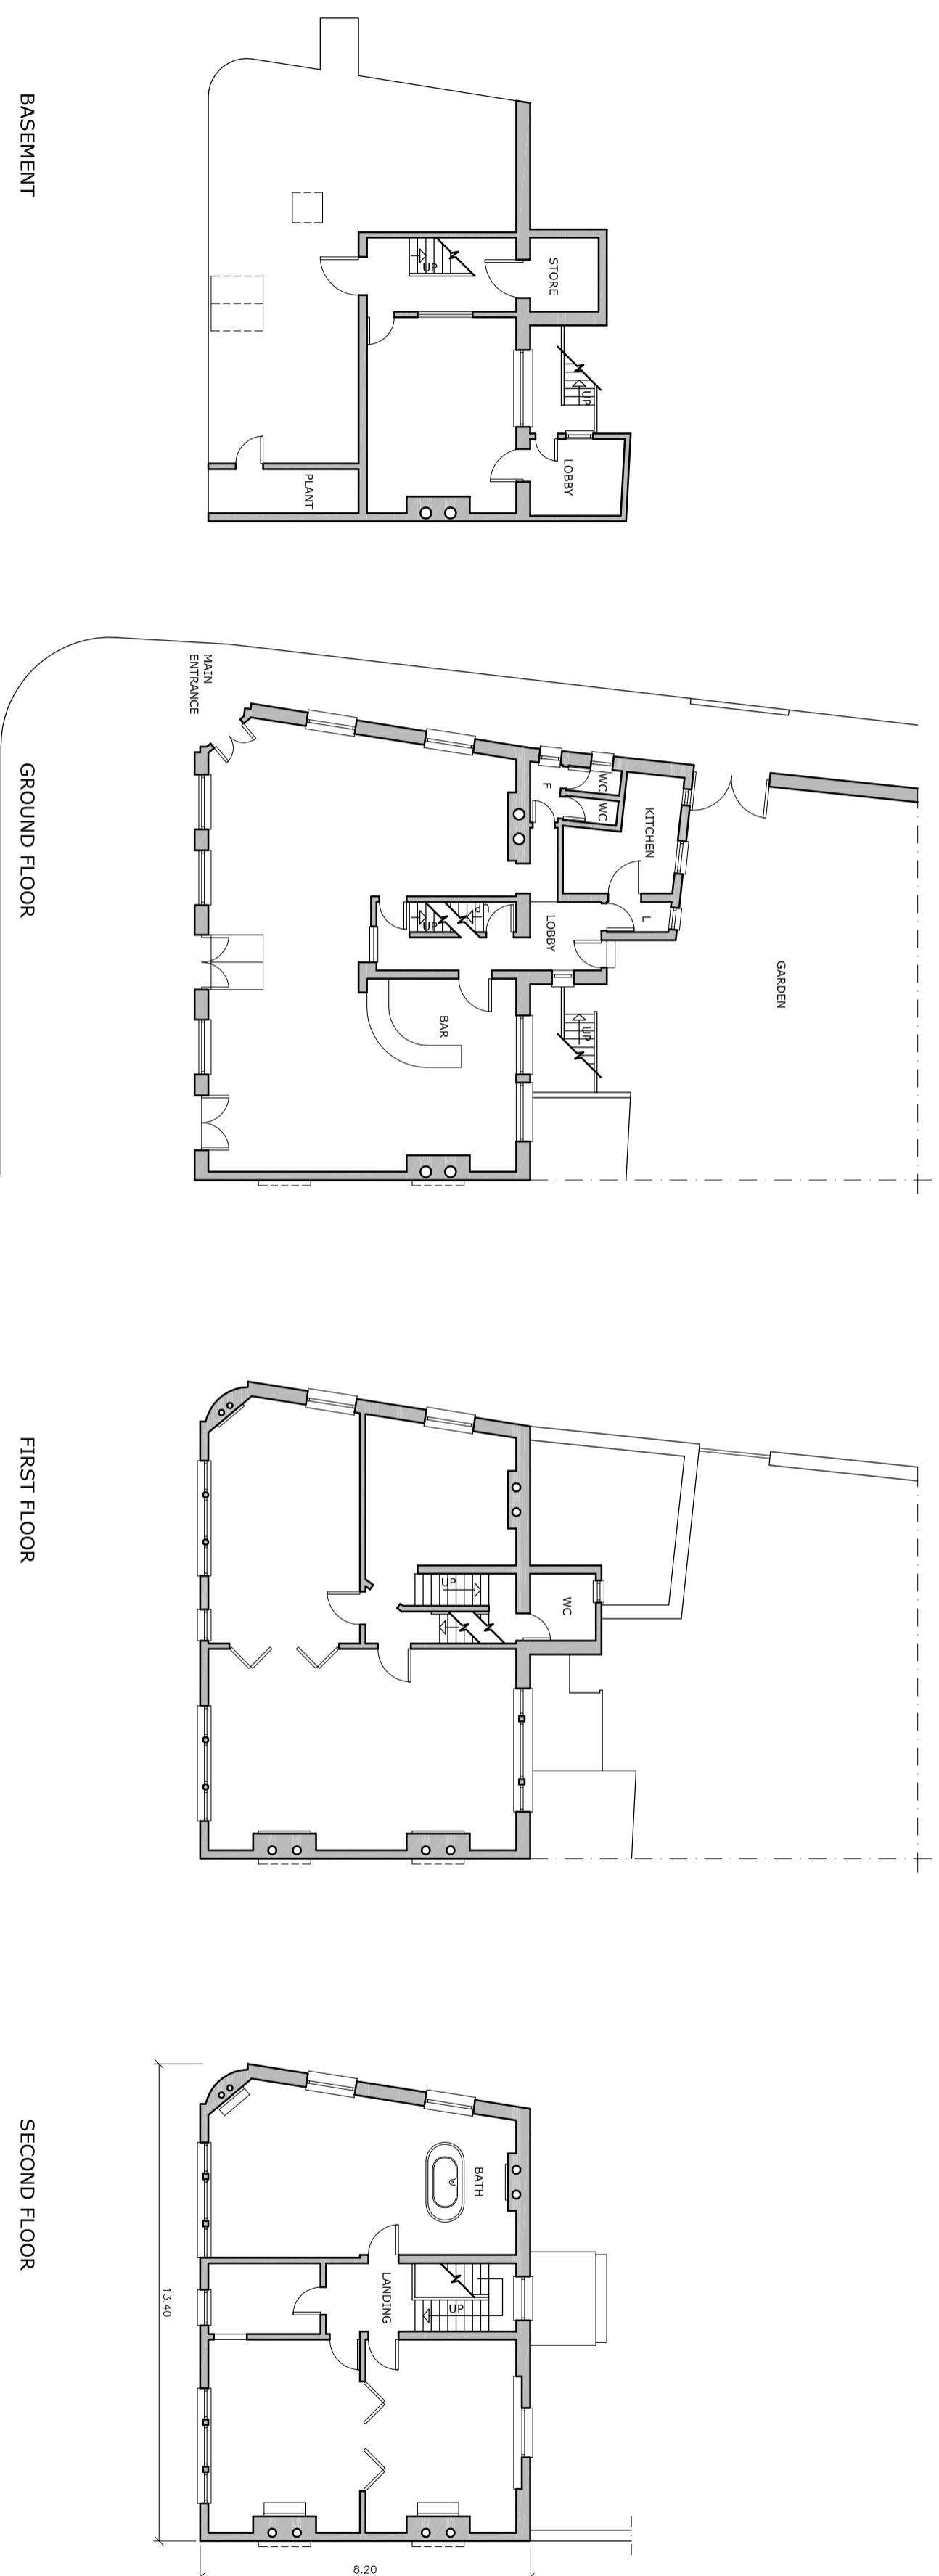 STORE
UP
UP
LOBBY
PLANT
BASEMENT
MAIN
ENTRANCE
F
WC
WC
KITCHEN
L
LOBBY
UP
UP
UP
BAR
GARDEN
GROUND FLOOR
UP
WC
FIRST FLOOR
BATH
LANDING
UP
13.40
8.20
SECOND FLOOR